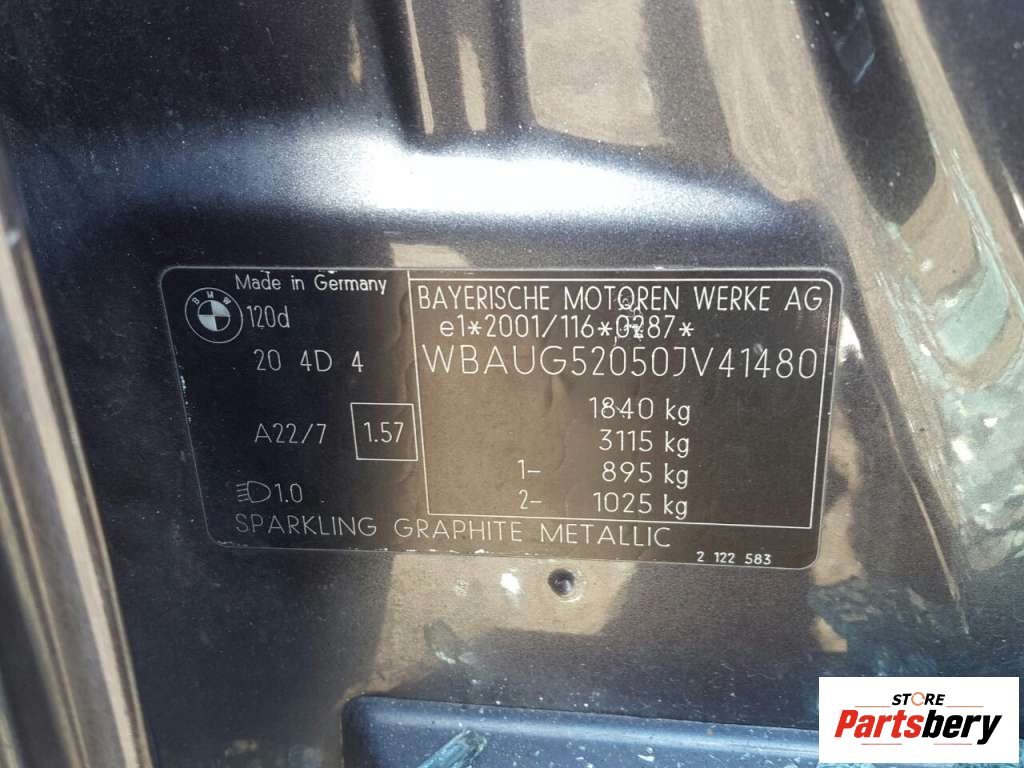 Made in Germany
BMW
120d
20 4D 4
A22/7 1.57
1.0
SPARKLING GRAPHITE METALLIC
BAYERISCHE MOTOREN WERKE AG
e1*2001/116*0287*
WBAUG52050JV41480
1840 kg
3115 kg
1- 895 kg
2- 1025 kg
2 122 583
STORE
Partsbery